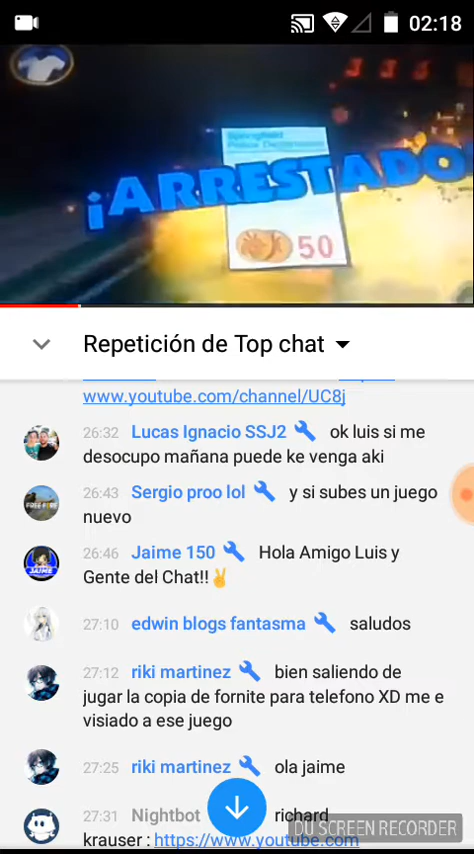 02:18
Springfield
¡ARRESTADO!
50
Repetición de Top chat
www.youtube.com/channel/UC8j
26:32 Lucas Ignacio SSJ2 ok luis si me
desocupo mañana puede ke venga aki
26:43 Sergio proo lol y si subes un juego
nuevo
FREE FIRE
26:46 Jaime 150 Hola Amigo Luis y
JAIME
Gente del Chat!!✌
27:10 edwin blogs fantasma saludos
27:12 riki martinez bien saliendo de
jugar la copia de fornite para telefono XD me e
visiado a ese juego
27:25 riki martinez ola jaime
27:31 Nightbot richard
DU SCREEN RECORDER
krauser : https://www.youtube.com